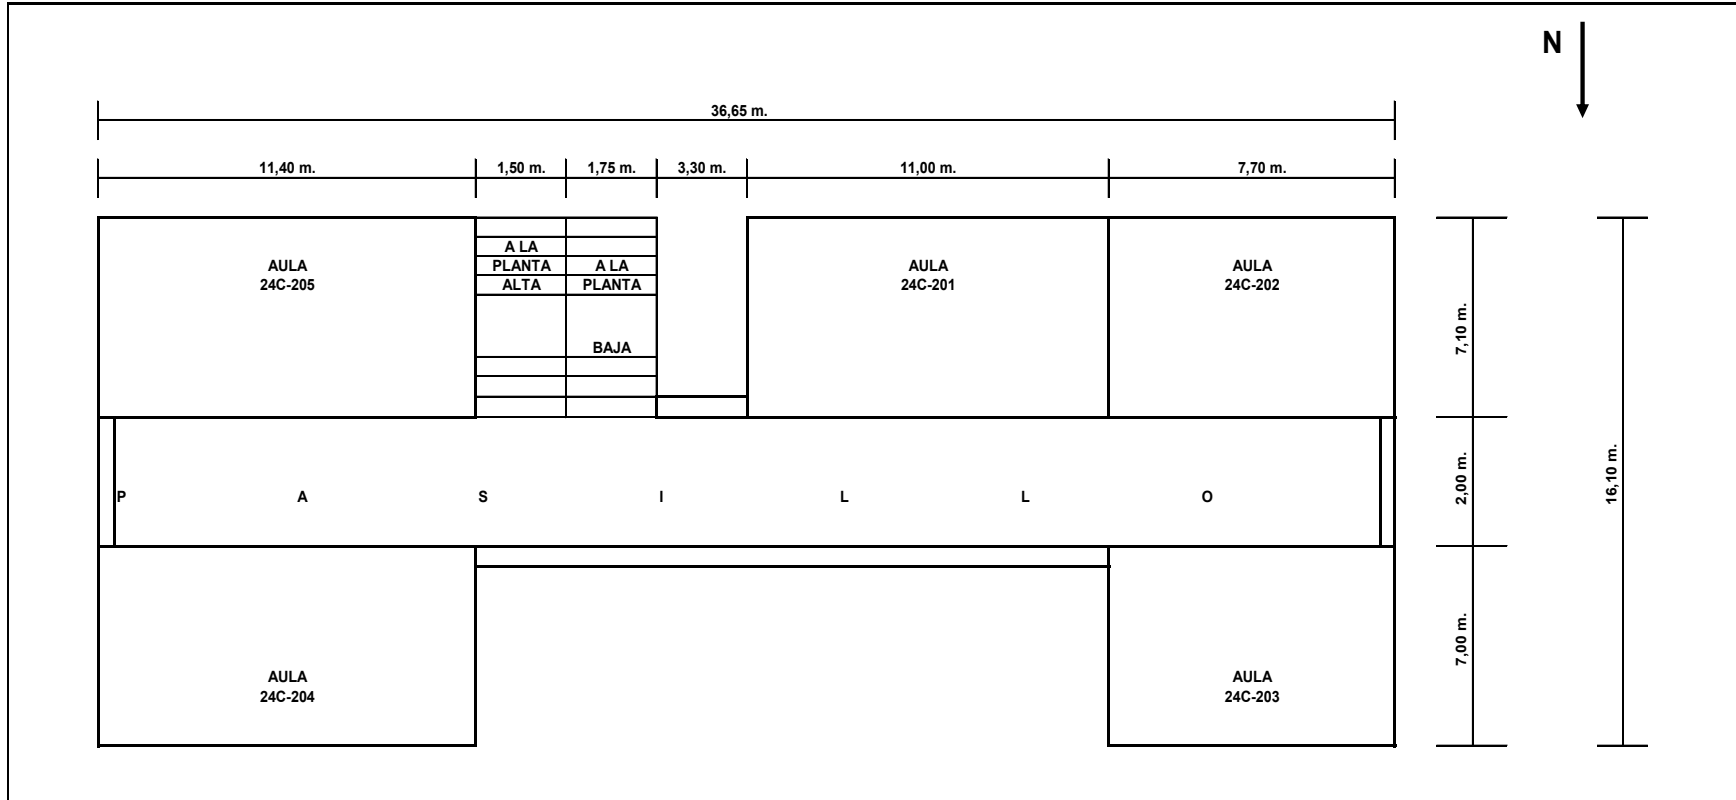 N
36,65 m.
11,40 m. 1,50 m. 1,75 m. 3,30 m. 11,00 m. 7,70 m.
AULA
24C-205
A LA
PLANTA
ALTA
A LA
PLANTA
BAJA
AULA
24C-201
AULA
24C-202
7,10 m.
P A S I L L O
2,00 m.
16,10 m.
AULA
24C-204
AULA
24C-203
7,00 m.